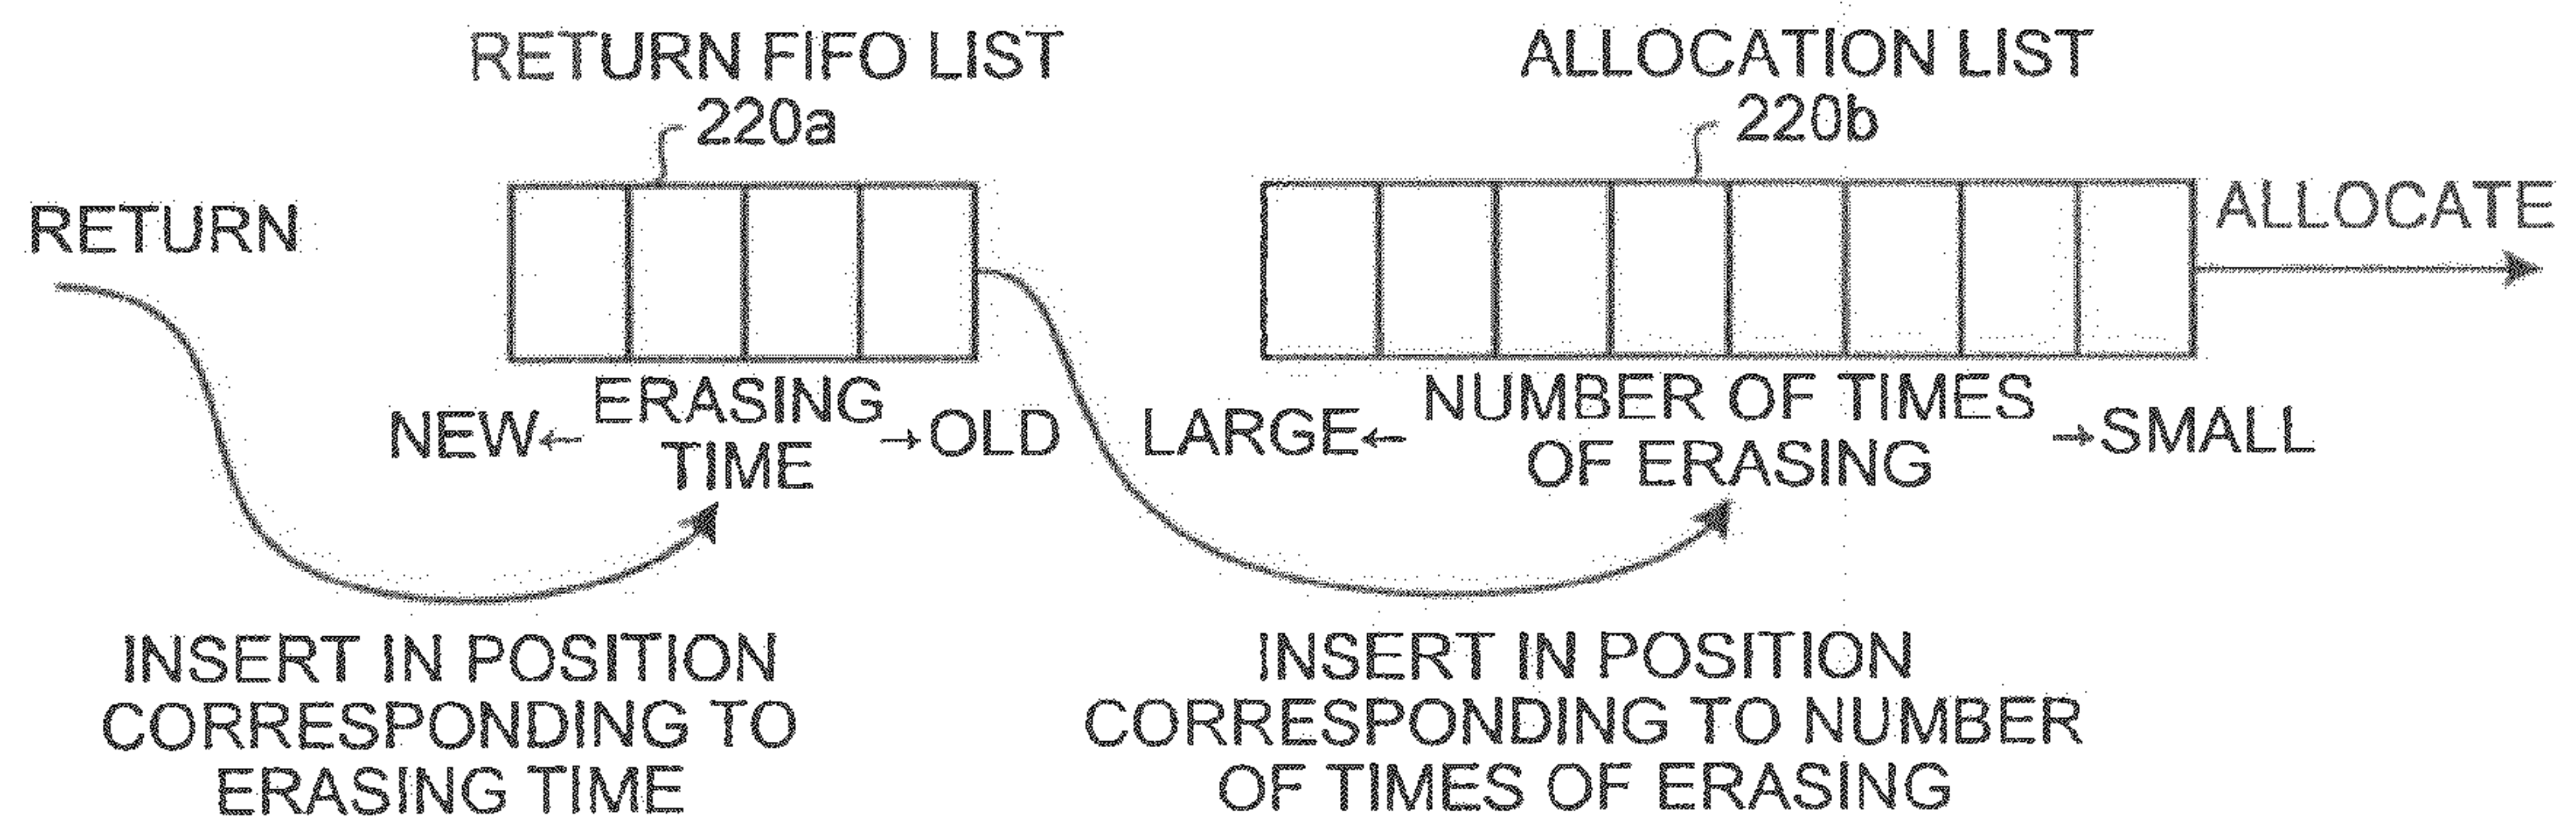 RETURN FIFO LIST
220a
ALLOCATION LIST
220b
RETURN
ALLOCATE
NEW← ERASING TIME →OLD
LARGE← NUMBER OF TIMES OF ERASING →SMALL
INSERT IN POSITION
CORRESPONDING TO
ERASING TIME
INSERT IN POSITION
CORRESPONDING TO NUMBER
OF TIMES OF ERASING